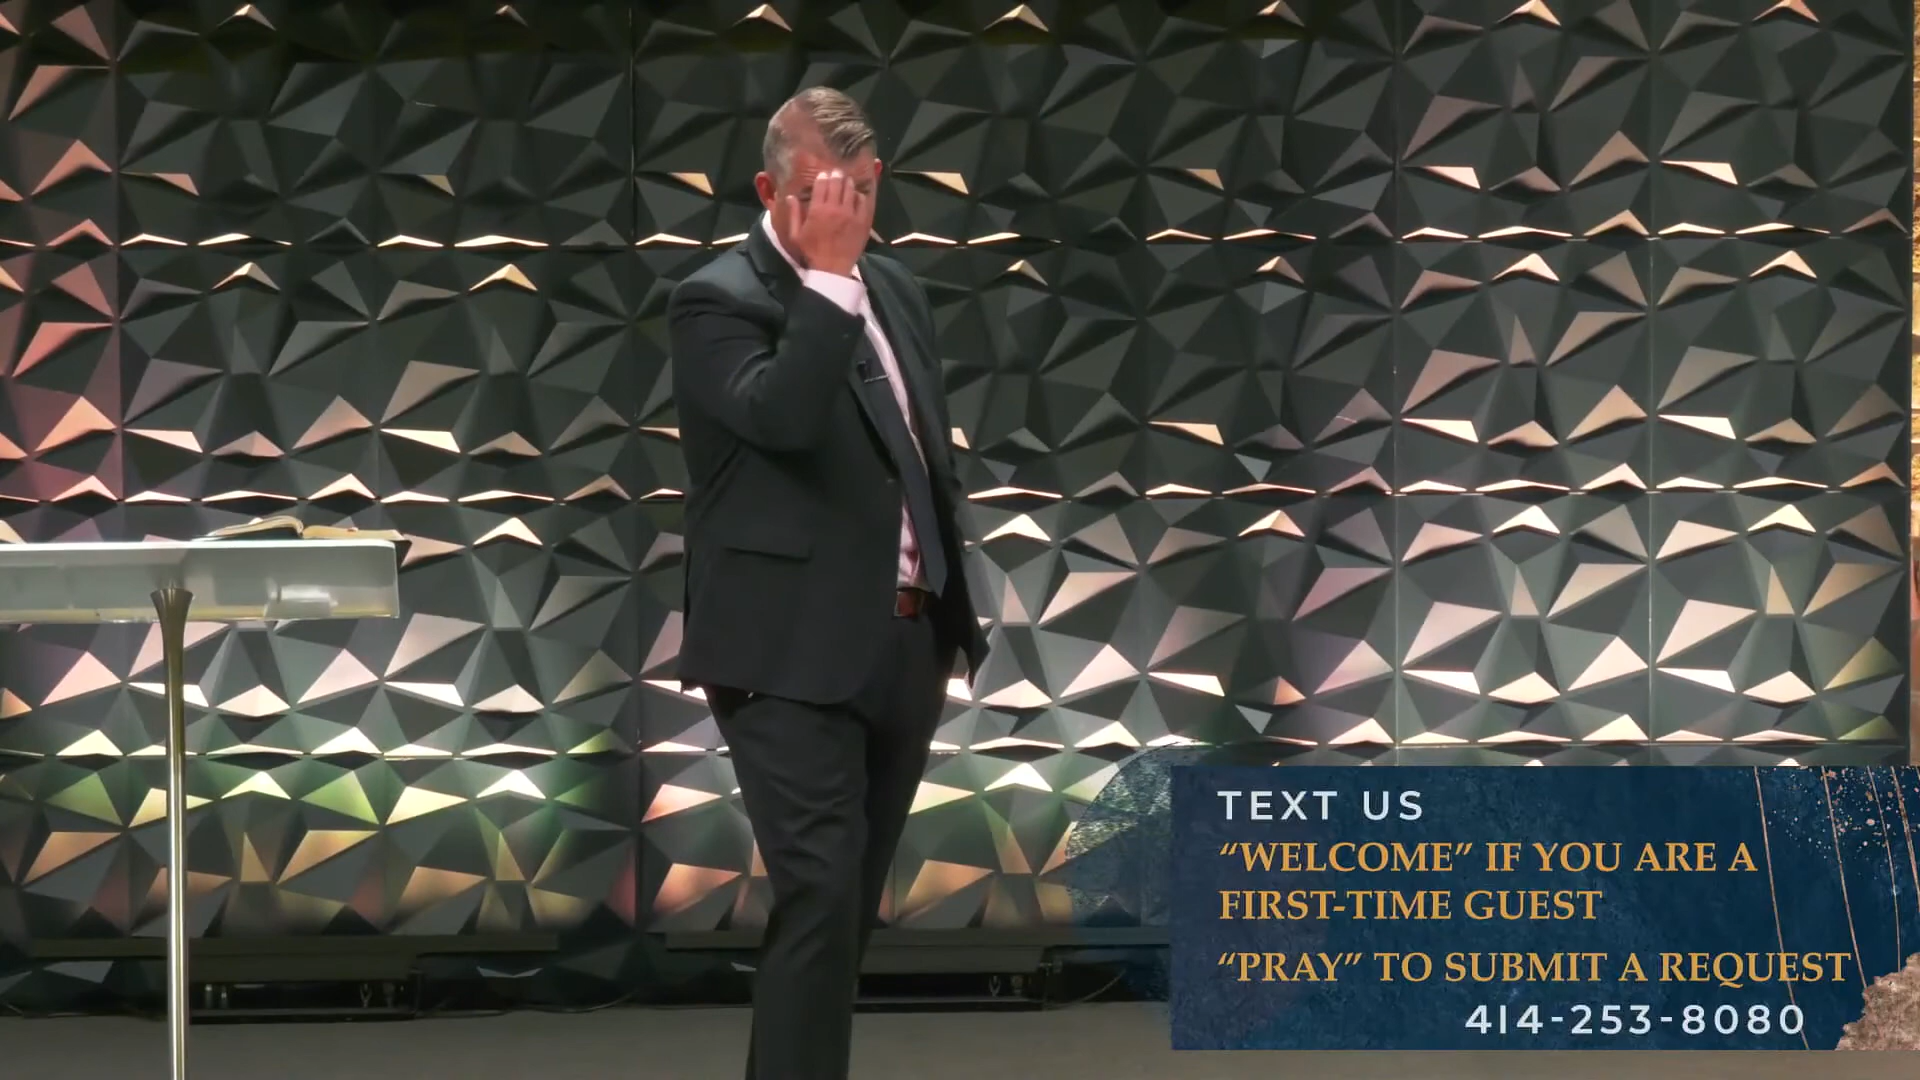 TEXT US
“WELCOME” IF YOU ARE A
FIRST-TIME GUEST
“PRAY” TO SUBMIT A REQUEST
414-253-8080